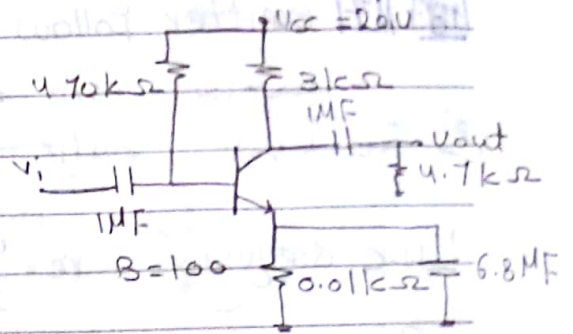 Vcc = 20V
470kΩ
3kΩ
1MF
Vout
4.7kΩ
Vi
1MF
B=100
0.01kΩ
6.8MF